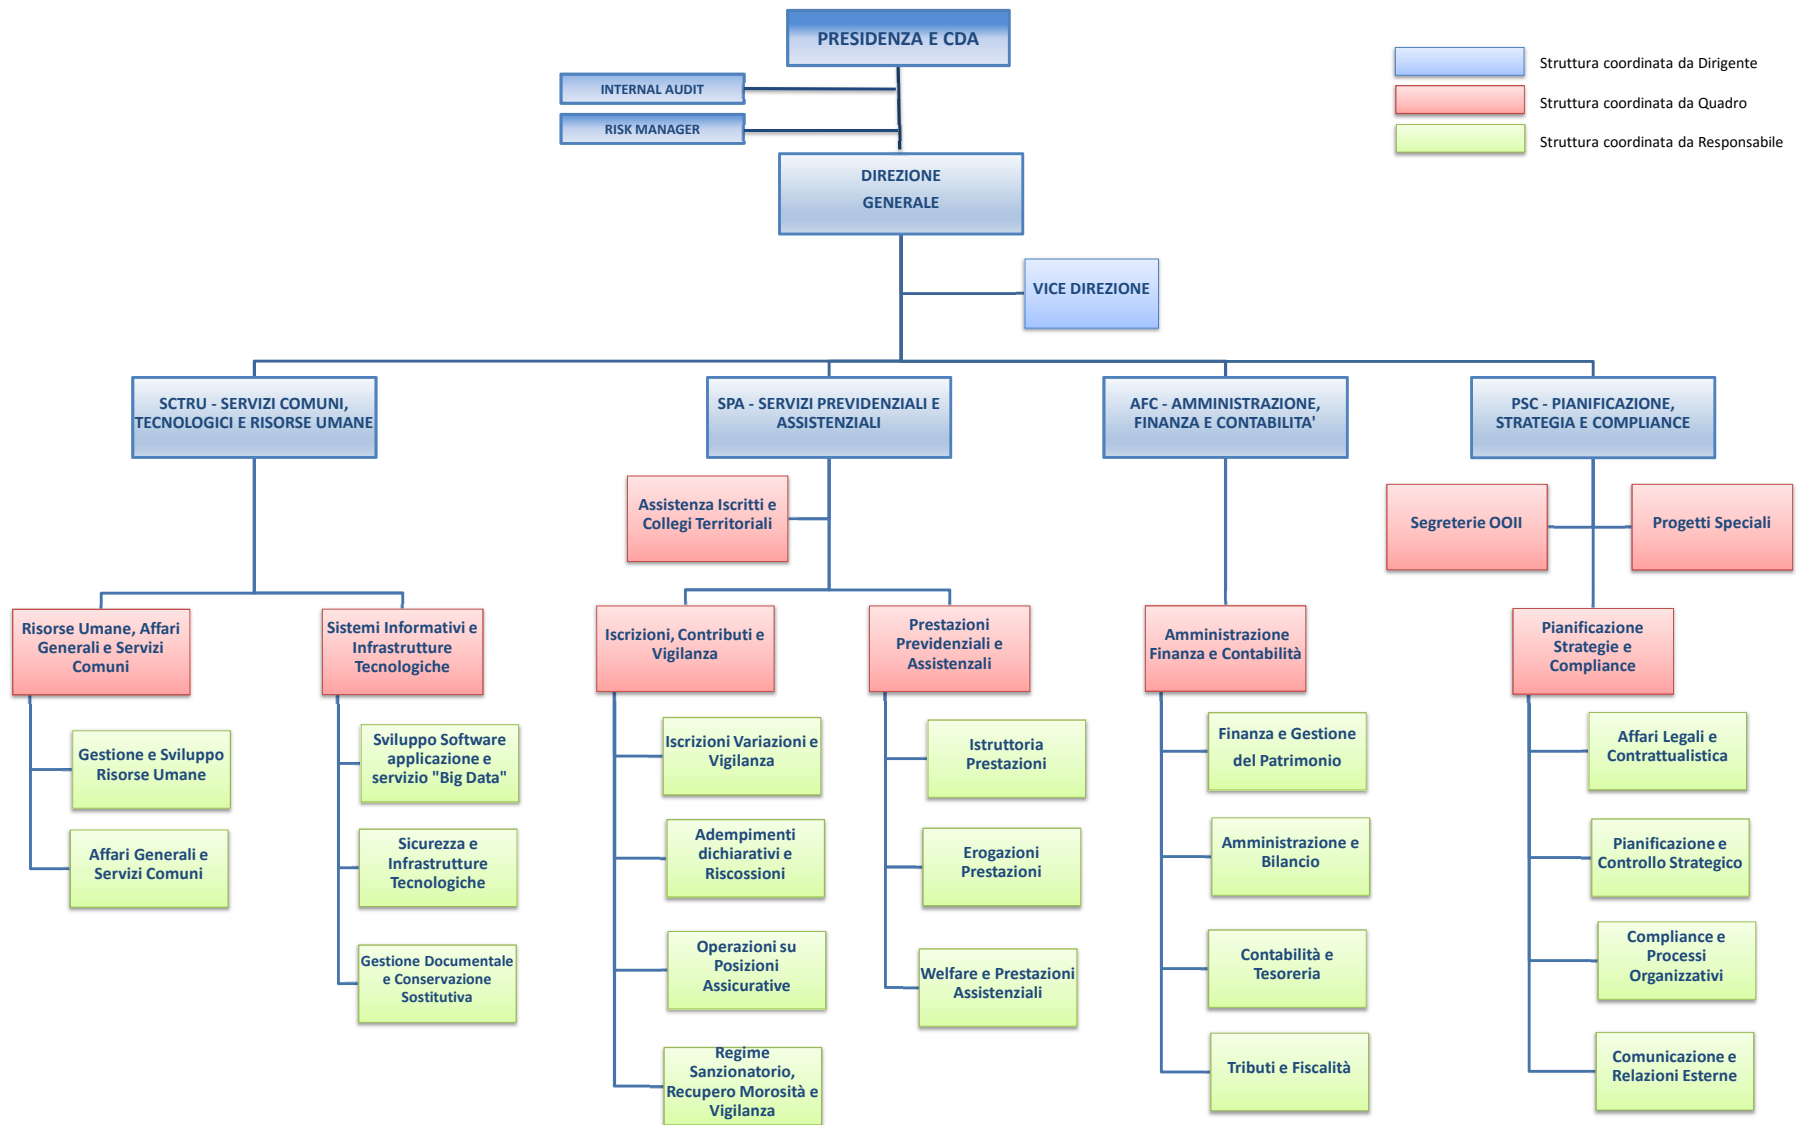 PRESIDENZA E CDA
INTERNAL AUDIT
RISK MANAGER
Struttura coordinata da Dirigente
Struttura coordinata da Quadro
Struttura coordinata da Responsabile
DIREZIONE
GENERALE
VICE DIREZIONE
SCTRU - SERVIZI COMUNI,
TECNOLOGICI E RISORSE UMANE
SPA - SERVIZI PREVIDENZIALI E
ASSISTENZIALI
AFC - AMMINISTRAZIONE,
FINANZA E CONTABILITA'
PSC - PIANIFICAZIONE,
STRATEGIA E COMPLIANCE
Assistenza Iscritti e
Collegi Territoriali
Segreterie OOII
Progetti Speciali
Risorse Umane, Affari
Generali e Servizi
Comuni
Sistemi Informativi e
Infrastrutture
Tecnologiche
Iscrizioni, Contributi e
Vigilanza
Prestazioni
Previdenziali e
Assistenzali
Amministrazione
Finanza e Contabilità
Pianificazione
Strategie e
Compliance
Gestione e Sviluppo
Risorse Umane
Affari Generali e
Servizi Comuni
Sviluppo Software
applicazione e
servizio "Big Data"
Sicurezza e
Infrastrutture
Tecnologiche
Gestione Documentale
e Conservazione
Sostitutiva
Iscrizioni Variazioni e
Vigilanza
Adempimenti
dichiarativi e
Riscossioni
Operazioni su
Posizioni
Assicurative
Regime
Sanzionatorio,
Recupero Morosità e
Vigilanza
Istruttoria
Prestazioni
Erogazioni
Prestazioni
Welfare e Prestazioni
Assistenziali
Finanza e Gestione
del Patrimonio
Amministrazione e
Bilancio
Contabilità e
Tesoreria
Tributi e Fiscalità
Affari Legali e
Contrattualistica
Pianificazione e
Controllo Strategico
Compliance e
Processi
Organizzativi
Comunicazione e
Relazioni Esterne